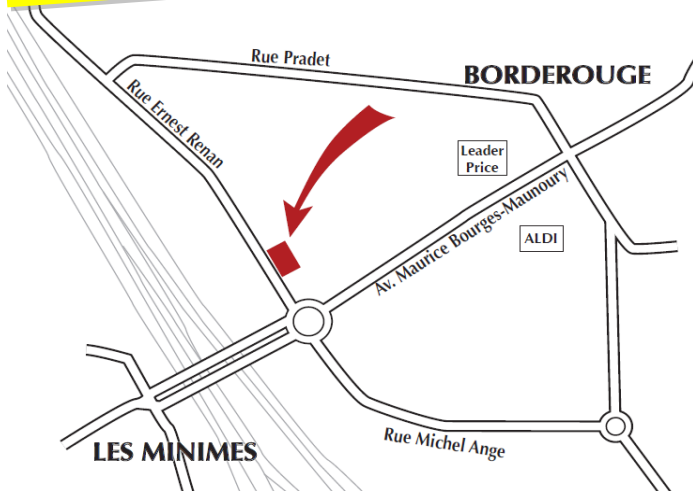 Rue Pradet
BORDEROUGE
Rue Ernest Renan
Leader
Price
Av. Maurice Bourges-Maunoury
ALDI
Rue Michel Ange
LES MINIMES